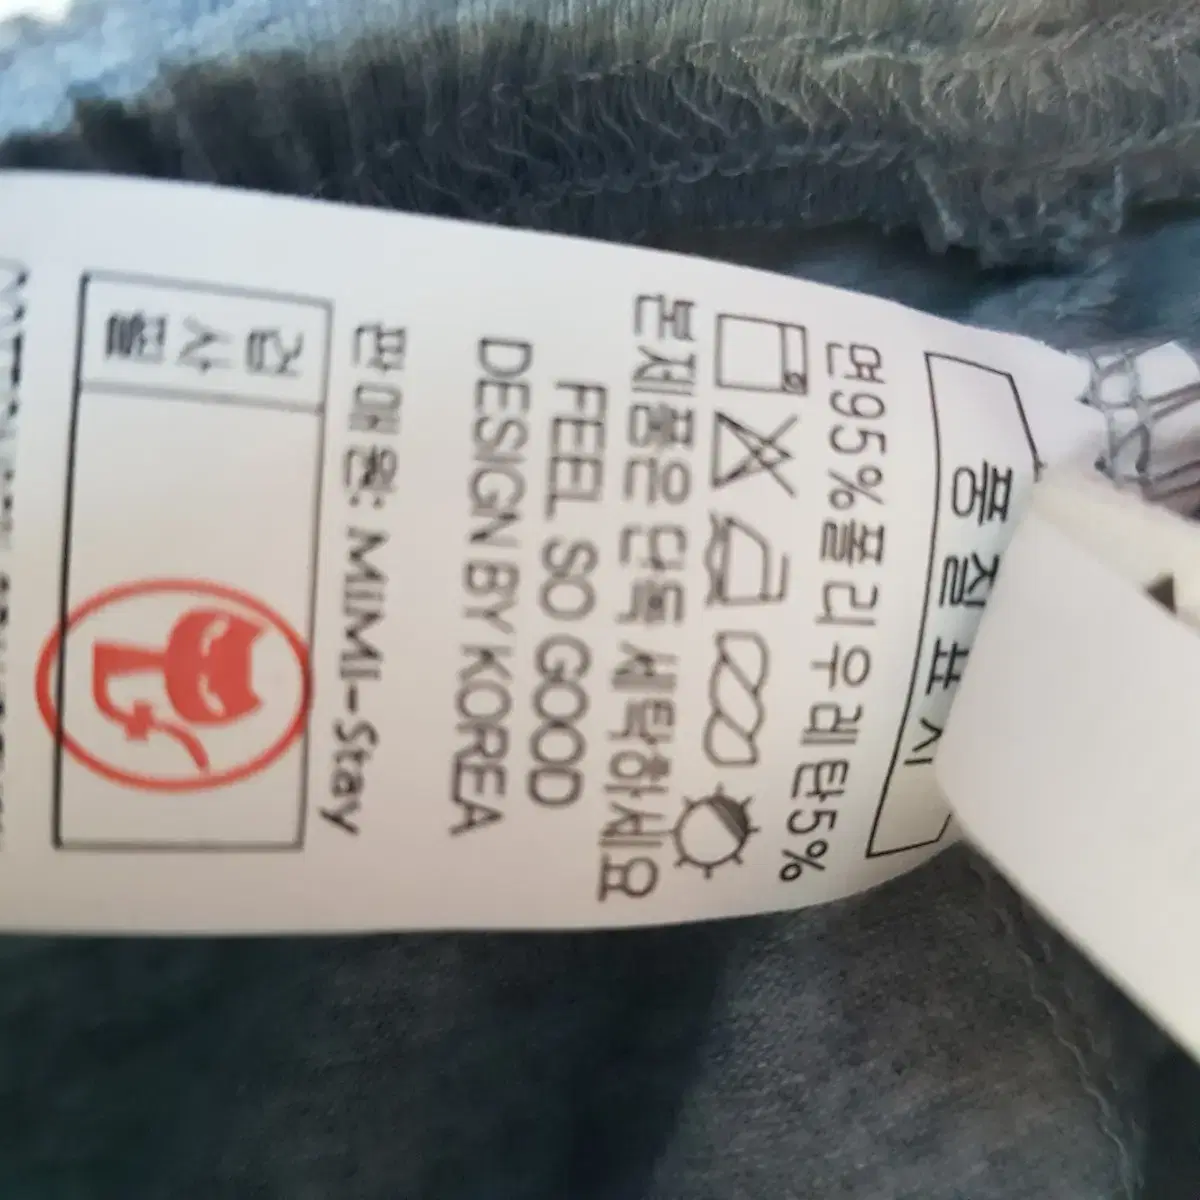 품질표시
면95%폴리우레탄5%
본제품은단독세탁하세요
FEEL SO GOOD
DESIGN BY KOREA
판매원: MIMI-Stay
검사필